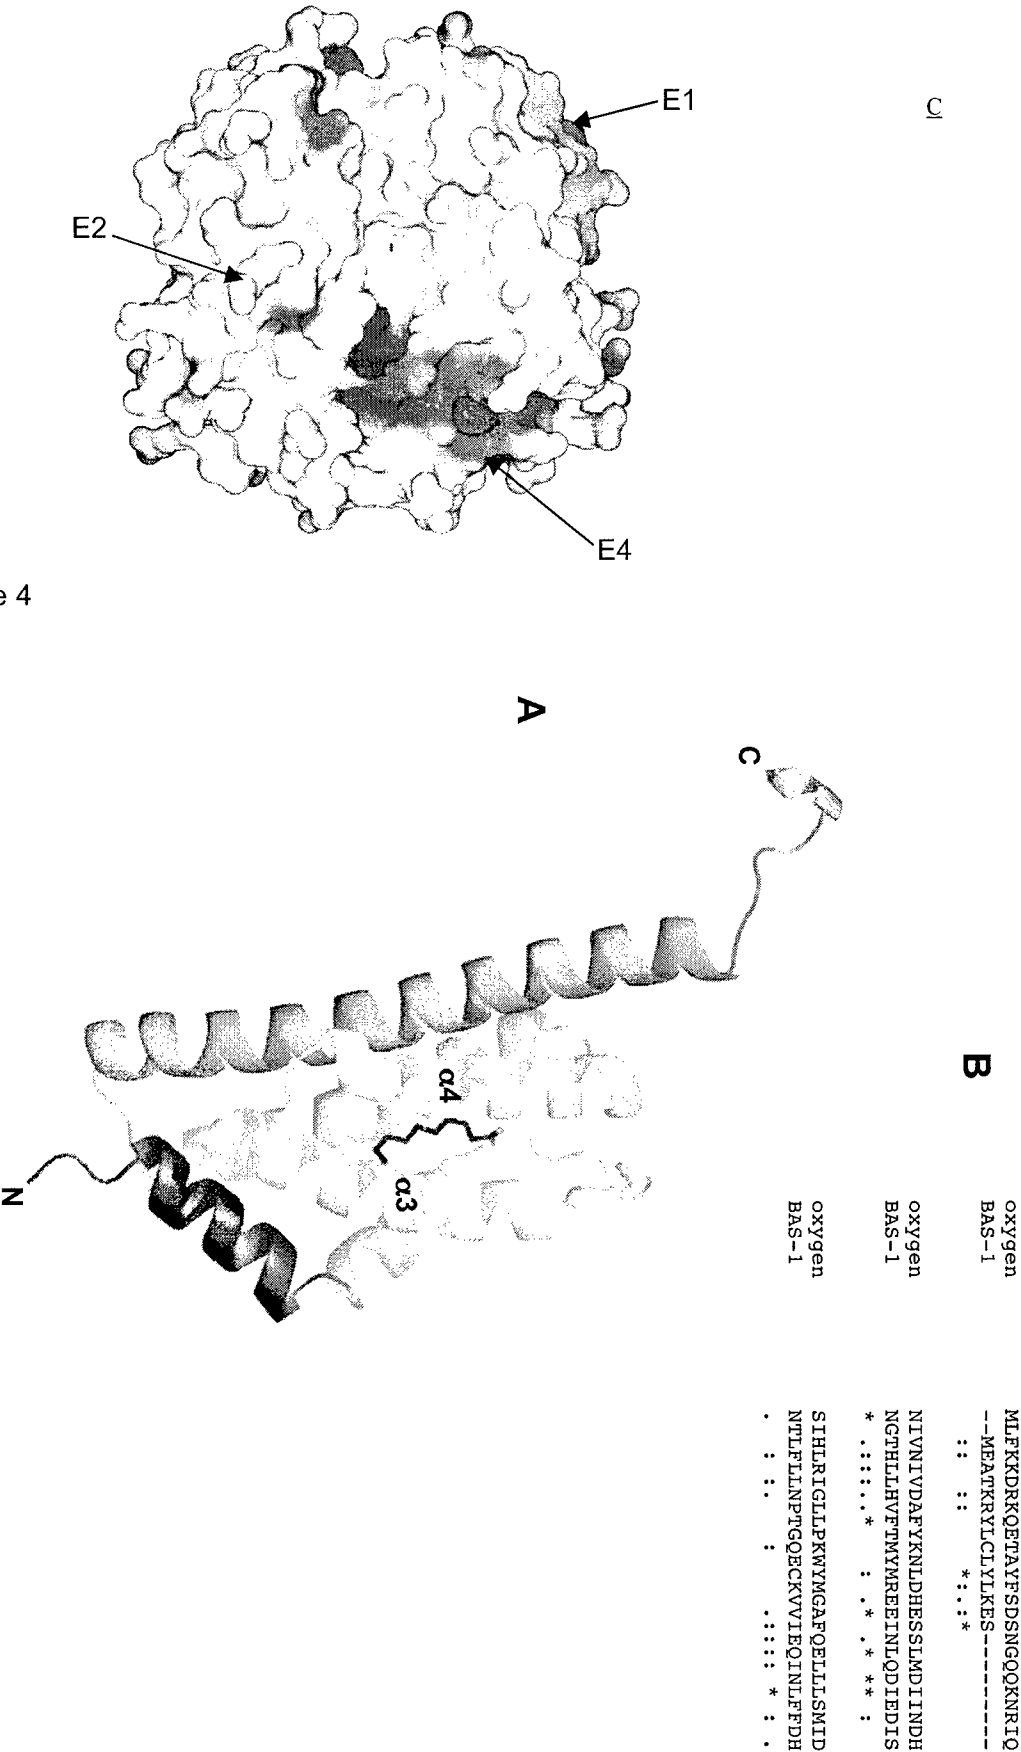 E1
C
E2
E4
e 4
A
C
α4
α3
N
B
oxygen MLFKKDRKQETAYFSDSNGQQKNRIQ
BAS-1 --MEATKRYLCLYLKES---------
:: :: *:.:*
oxygen NIVNIVDAFYKNLDHESSLMDIINDH
BAS-1 NGTHLLHVFTMYMREEINLQDIEDIS
* .:::..* : .* .* ** :
oxygen SIHLRIGLLPKWYMGAFQELLLSMID
BAS-1 NTLFLLNPTGQECKVVIEQINLFFDH
. : :. : .:::: * : .